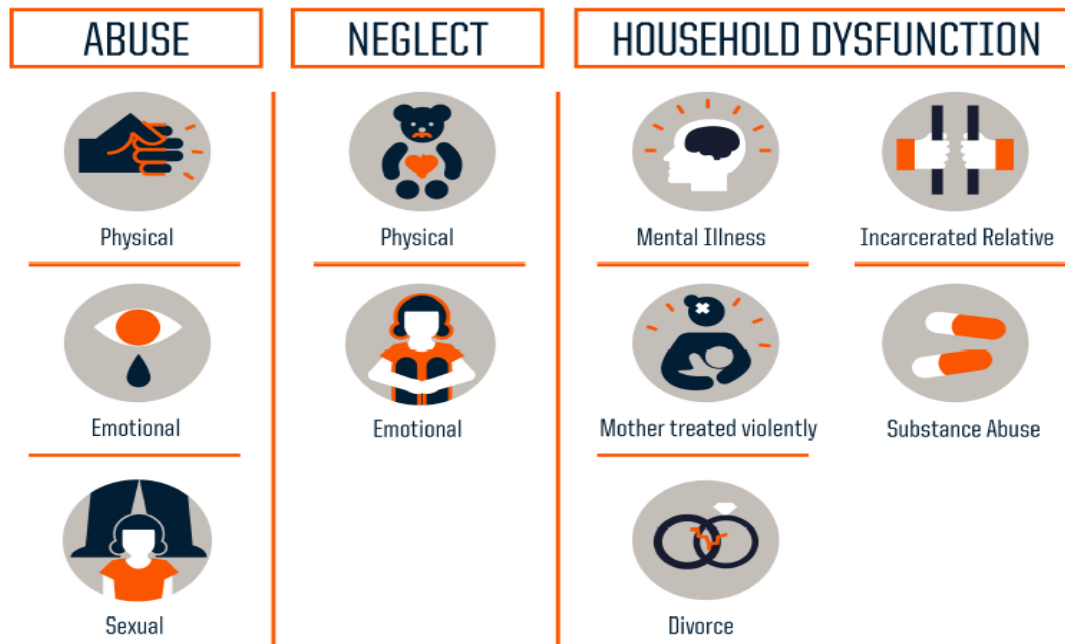 ABUSE
NEGLECT
HOUSEHOLD DYSFUNCTION
Physical
Emotional
Sexual
Physical
Emotional
Mental Illness
Incarcerated Relative
Mother treated violently
Substance Abuse
Divorce